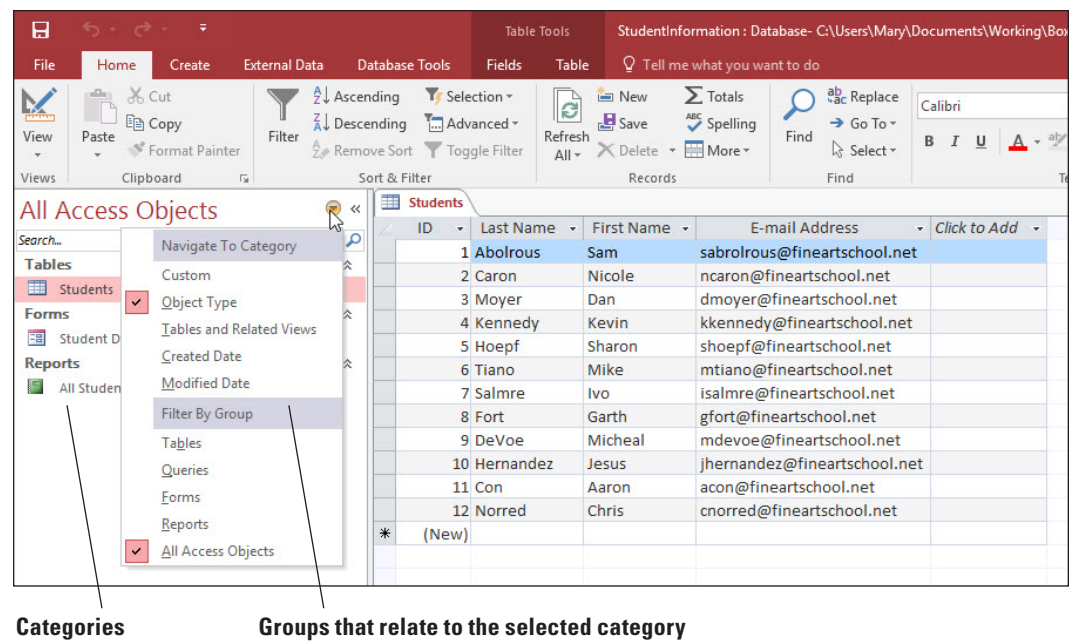 Table Tools
StudentInformation : Database- C:\Users\Mary\Documents\Working\Box
File Home Create External Data Database Tools Fields Table Tell me what you want to do
View
Paste
Cut
Copy
Format Painter
Filter
Ascending
Descending
Remove Sort
Selection
Advanced
Toggle Filter
Refresh
All
New
Save
Delete
Totals
Spelling
More
Find
Replace
Go To
Select
Calibri
B I U A
Views Clipboard Sort & Filter Records Find
All Access Objects
Search...
Tables
Students
Forms
Student D
Reports
All Studen
Navigate To Category
Custom
Object Type
Tables and Related Views
Created Date
Modified Date
Filter By Group
Tables
Queries
Forms
Reports
All Access Objects
Students
ID Last Name First Name E-mail Address Click to Add
1 Abolrous Sam sabrolrous@fineartschool.net
2 Caron Nicole ncaron@fineartschool.net
3 Moyer Dan dmoyer@fineartschool.net
4 Kennedy Kevin kkennedy@fineartschool.net
5 Hoepf Sharon shoepf@fineartschool.net
6 Tiano Mike mtiano@fineartschool.net
7 Salmre Ivo isalmre@fineartschool.net
8 Fort Garth gfort@fineartschool.net
9 DeVoe Micheal mdevoe@fineartschool.net
10 Hernandez Jesus jhernandez@fineartschool.net
11 Con Aaron acon@fineartschool.net
12 Norred Chris cnorred@fineartschool.net
(New)
Categories
Groups that relate to the selected category